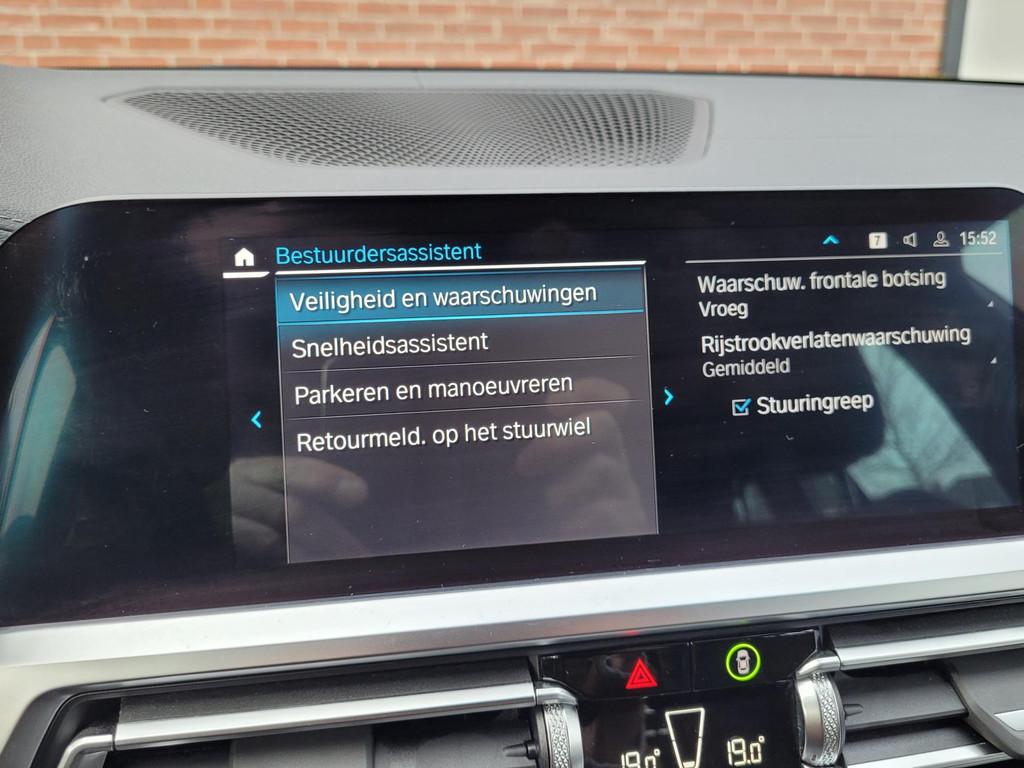 Bestuurdersassistent
7
15:52
Veiligheid en waarschuwingen
Snelheidsassistent
Parkeren en manoeuvreren
Retourmeld. op het stuurwiel
Waarschuw. frontale botsing
Vroeg
Rijstrookverlatenwaarschuwing
Gemiddeld
Stuuringreep
19.0° 19.0°